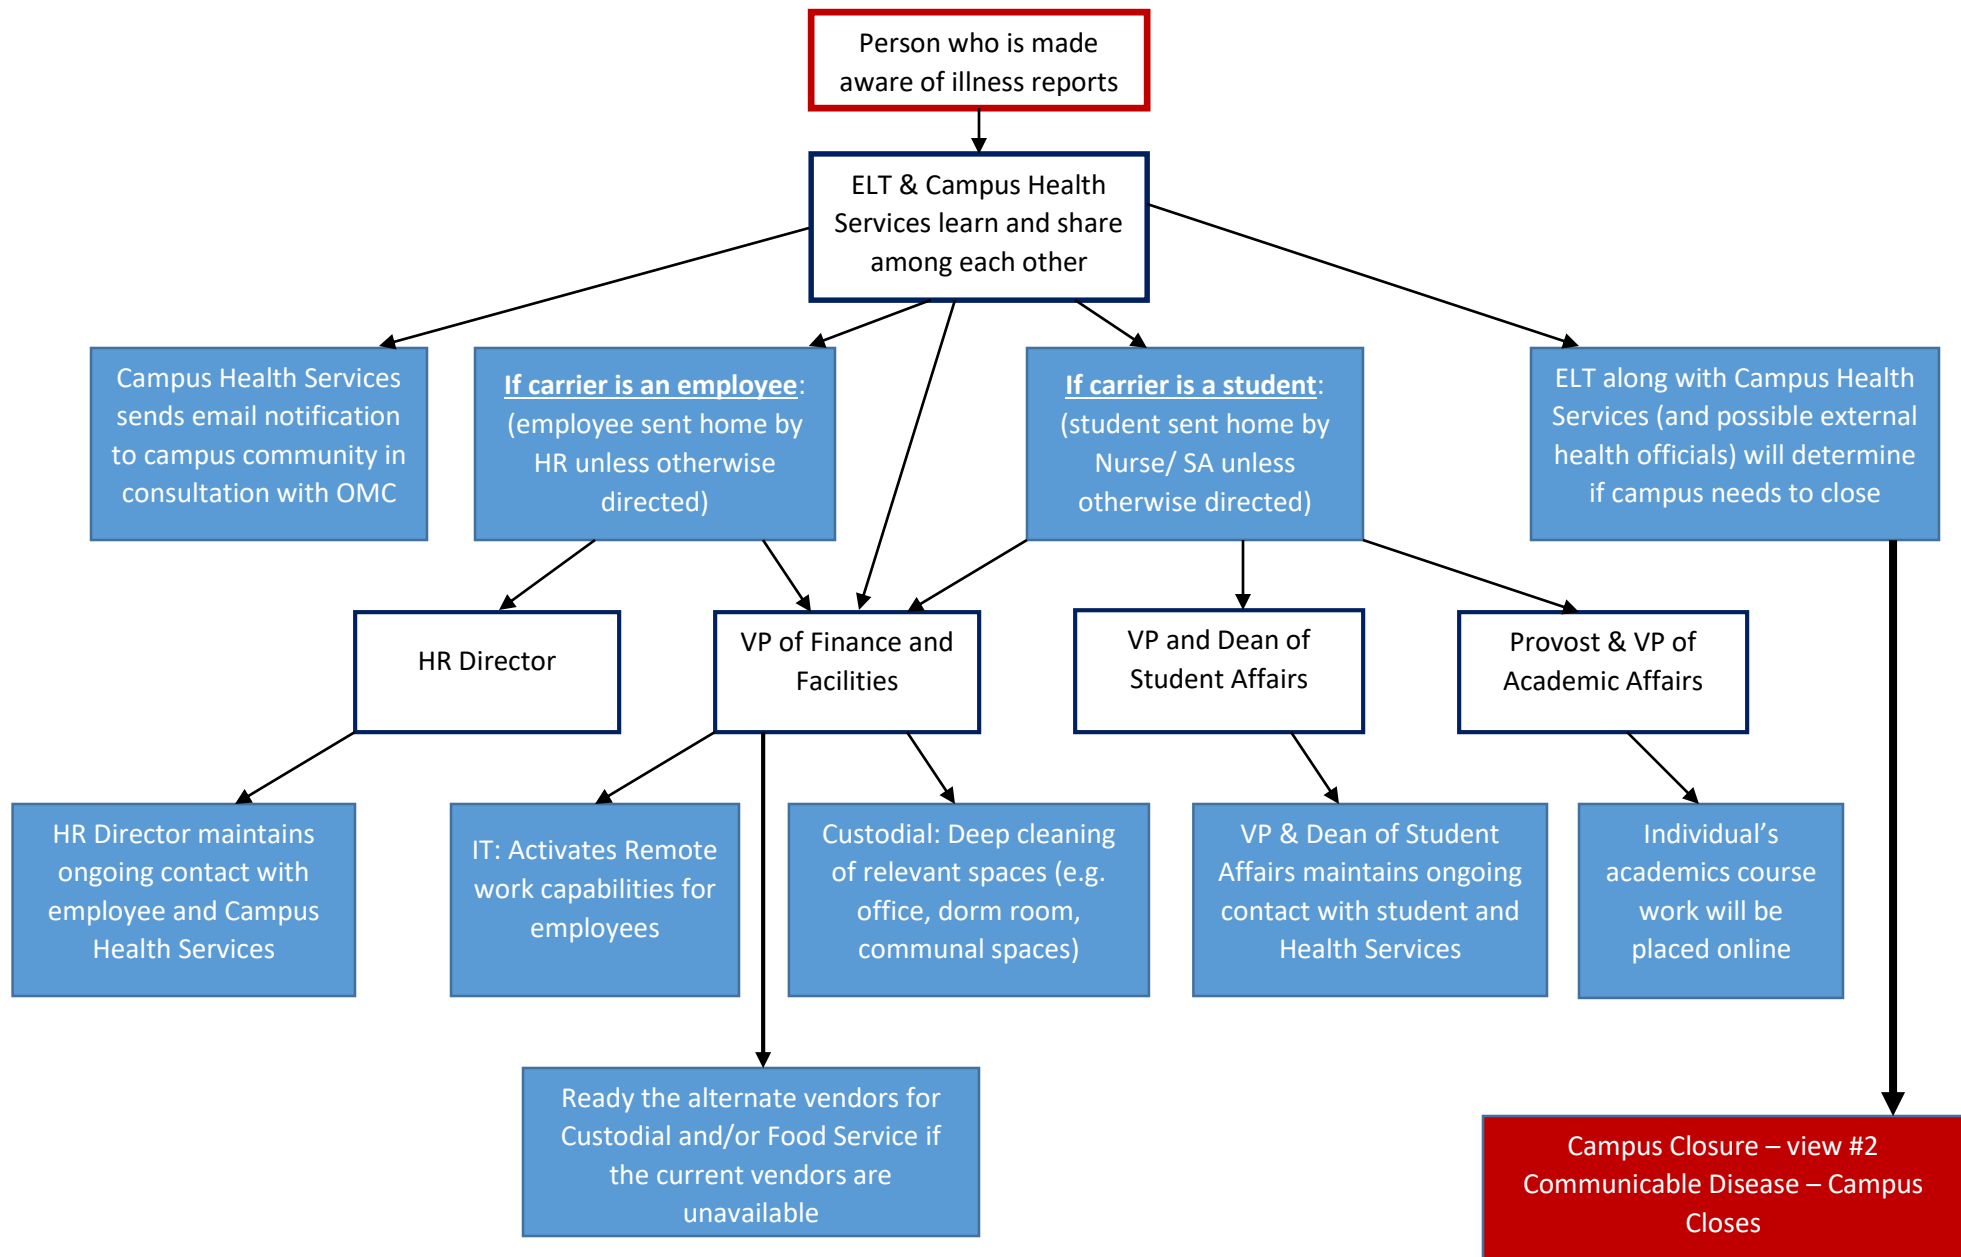 Person who is made
aware of illness reports
ELT & Campus Health
Services learn and share
among each other
Campus Health Services
sends email notification
to campus community in
consultation with OMC
If carrier is an employee:
(employee sent home by
HR unless otherwise
directed)
If carrier is a student:
(student sent home by
Nurse/ SA unless
otherwise directed)
ELT along with Campus Health
Services (and possible external
health officials) will determine
if campus needs to close
HR Director
VP of Finance and
Facilities
VP and Dean of
Student Affairs
Provost & VP of
Academic Affairs
HR Director maintains
ongoing contact with
employee and Campus
Health Services
IT: Activates Remote
work capabilities for
employees
Custodial: Deep cleaning
of relevant spaces (e.g.
office, dorm room,
communal spaces)
VP & Dean of Student
Affairs maintains ongoing
contact with student and
Health Services
Individual’s
academics course
work will be
placed online
Ready the alternate vendors for
Custodial and/or Food Service if
the current vendors are
unavailable
Campus Closure – view #2
Communicable Disease – Campus
Closes